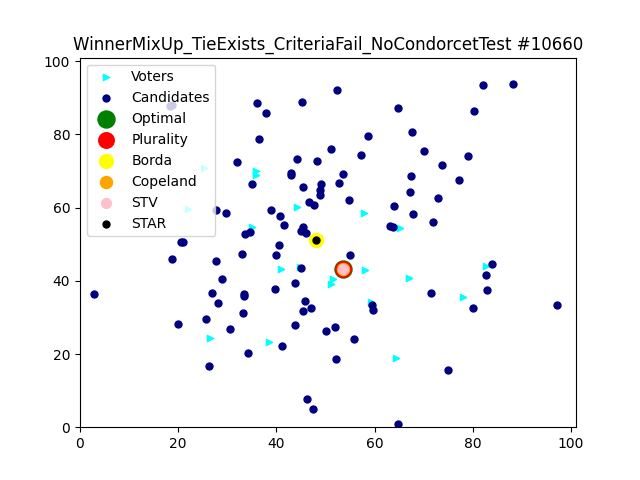 WinnerMixUp_TieExists_CriteriaFail_NoCondorcetTest #10660
100
80
60
40
20
0
0
20
40
60
80
100
Voters
Candidates
Optimal
Plurality
Borda
Copeland
STV
STAR